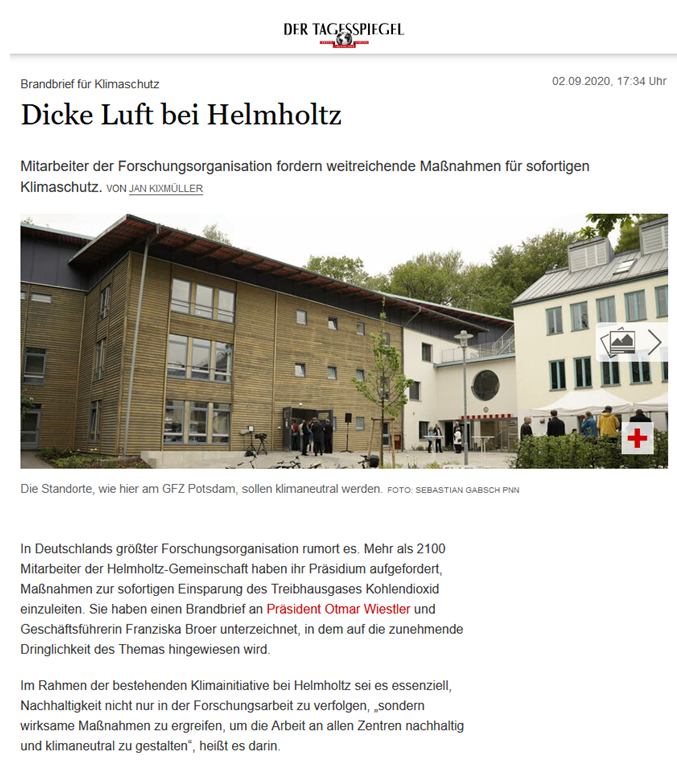 DER TAGESSPIEGEL
Brandbrief für Klimaschutz
02.09.2020, 17:34 Uhr
Dicke Luft bei Helmholtz
Mitarbeiter der Forschungsorganisation fordern weitreichende Maßnahmen für sofortigen
Klimaschutz. VON JAN KIXMÜLLER
Die Standorte, wie hier am GFZ Potsdam, sollen klimaneutral werden. FOTO: SEBASTIAN GABSCH PNN
In Deutschlands größter Forschungsorganisation rumort es. Mehr als 2100
Mitarbeiter der Helmholtz-Gemeinschaft haben ihr Präsidium aufgefordert,
Maßnahmen zur sofortigen Einsparung des Treibhausgases Kohlendioxid
einzuleiten. Sie haben einen Brandbrief an Präsident Otmar Wiestler und
Geschäftsführerin Franziska Broer unterzeichnet, in dem auf die zunehmende
Dringlichkeit des Themas hingewiesen wird.
Im Rahmen der bestehenden Klimainitiative bei Helmholtz sei es essenziell,
Nachhaltigkeit nicht nur in der Forschungsarbeit zu verfolgen, „sondern
wirksame Maßnahmen zu ergreifen, um die Arbeit an allen Zentren nachhaltig
und klimaneutral zu gestalten“, heißt es darin.